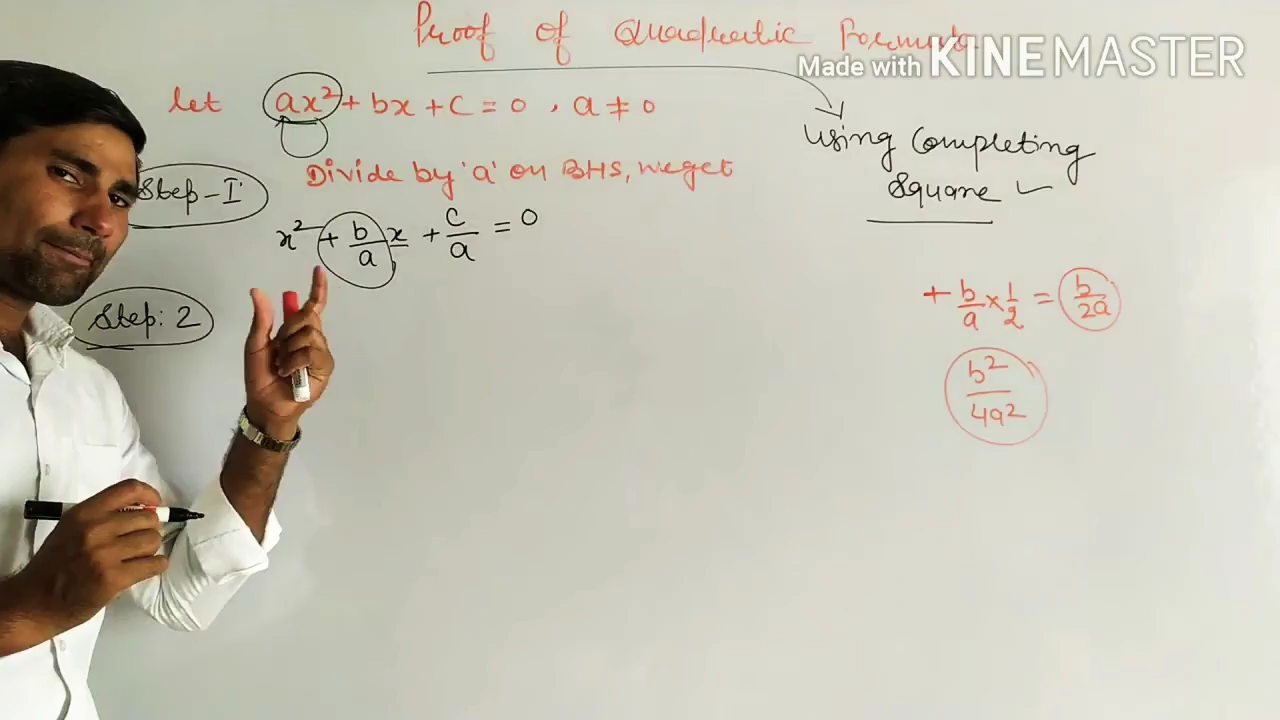 Proof of Quadratic Formula
Made with KINEMASTER
let ax² + bx + c = 0 , a ≠ 0
Using Completing
Square ✓
Step-I
Divide by 'a' on BHS, we get
x² + b/a x + c/a = 0
Step: 2
+ b/a × 1/2 = b/2a
b²/4a²